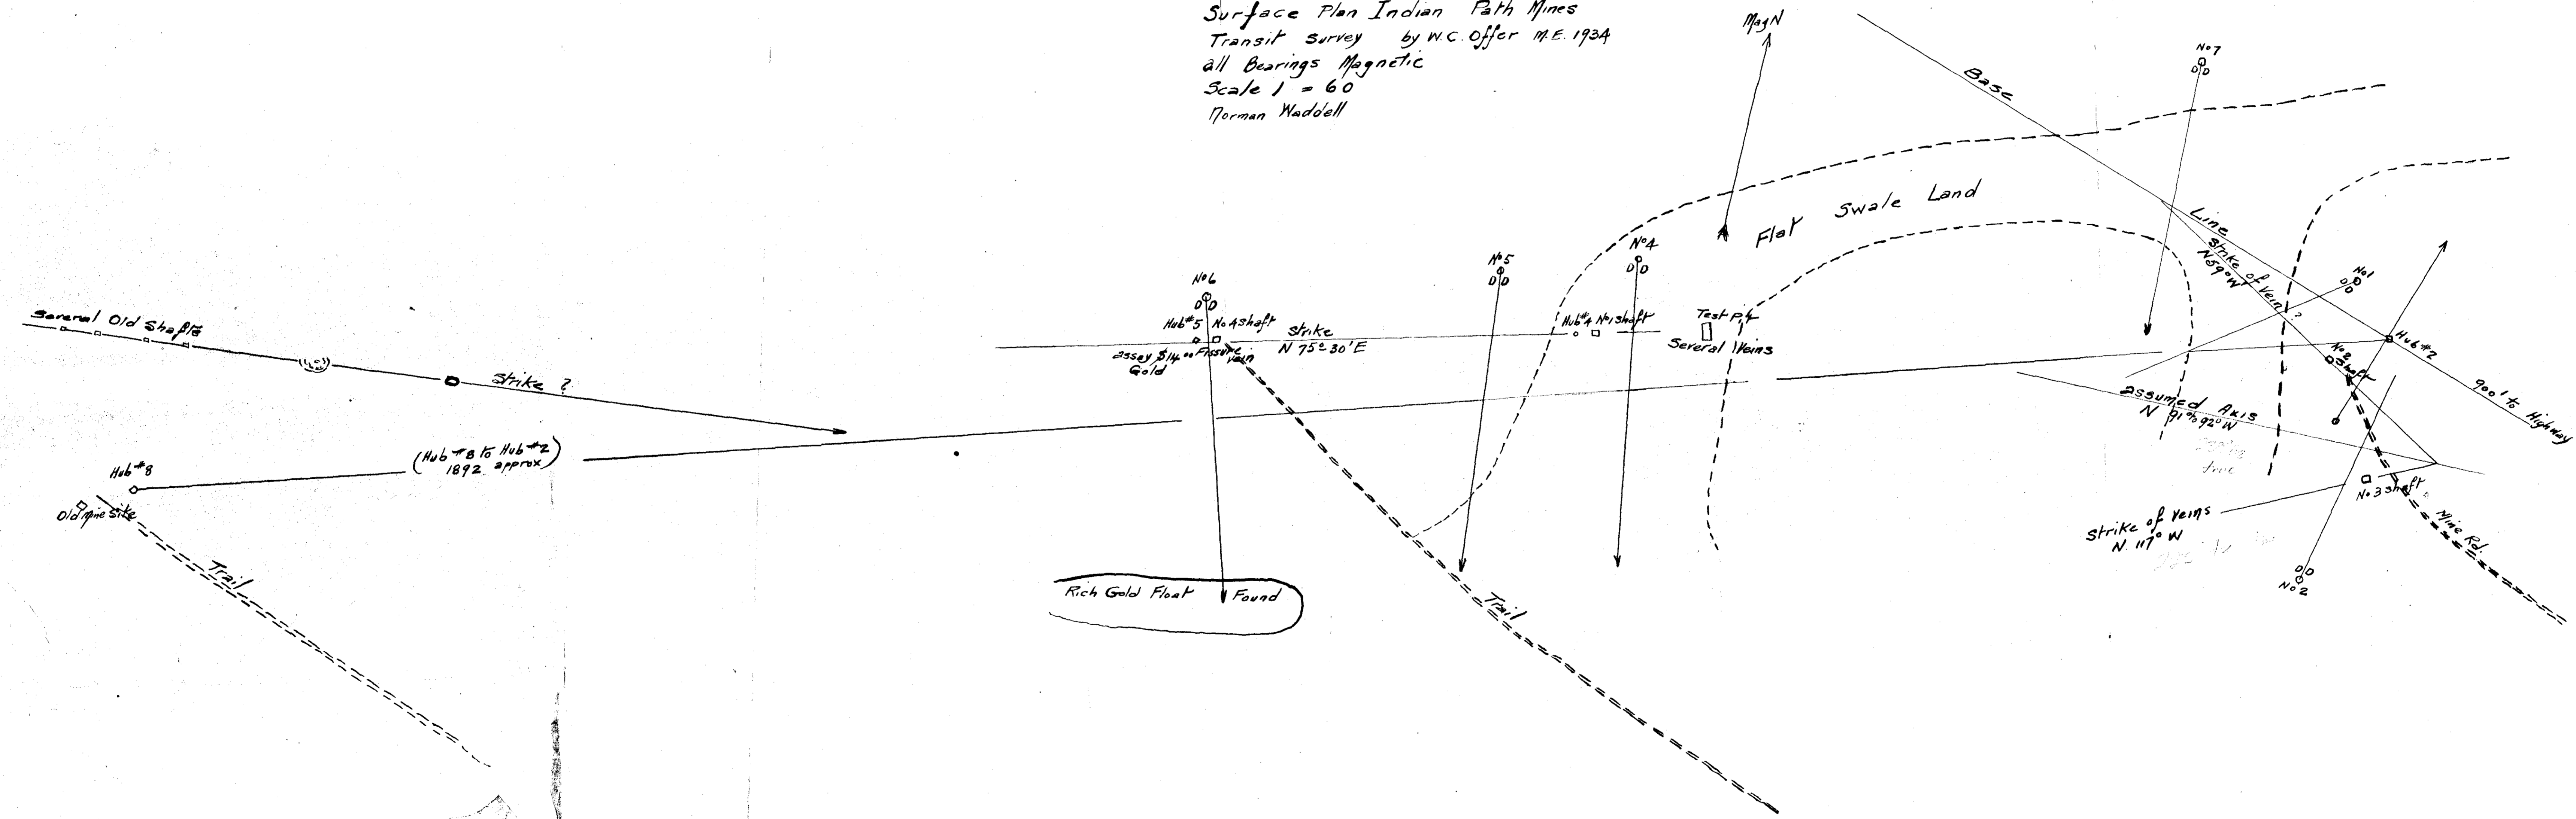 Surface Plan Indian Path Mines
Transit Survey by W.C. Offer M.E. 1934
all Bearings Magnetic
Scale 1 = 60
Norman Waddell
Mag N
Base
Line
No 7
D D
Flat Swale Land
No 4
D D
No 5
D D
No 6
D D
Hub #5 No 4 shaft
assay $14.00 Fissure vein
Gold
Strike
N 75° 30' E
Hub #4 No 1 shaft
Test Pit
Several Veins
Strike of Vein ?
N 59° W
No 1
D D
Hub #2
No 2 Shaft
900' to Highway
assumed Axis
N 91° to 92° W
true
No 3 shaft
Strike of veins
N. 117° W
Mine Rd.
D D
No 2
Several Old Shafts
Strike ?
(Hub #8 to Hub #2)
1892 approx
Hub #8
Old mine site
Trail
Rich Gold Float Found
Trail